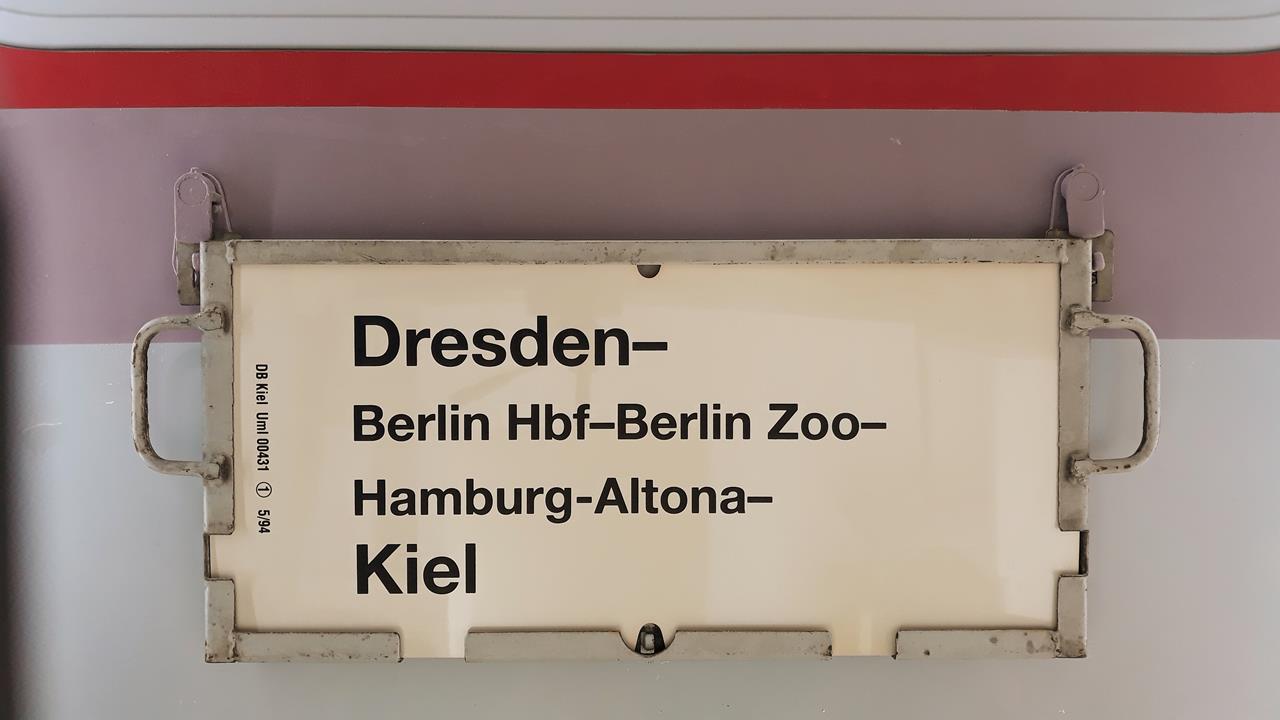 Dresden–
Berlin Hbf–Berlin Zoo–
Hamburg-Altona–
Kiel
DB Kiel Uml 00431 ① 5/94